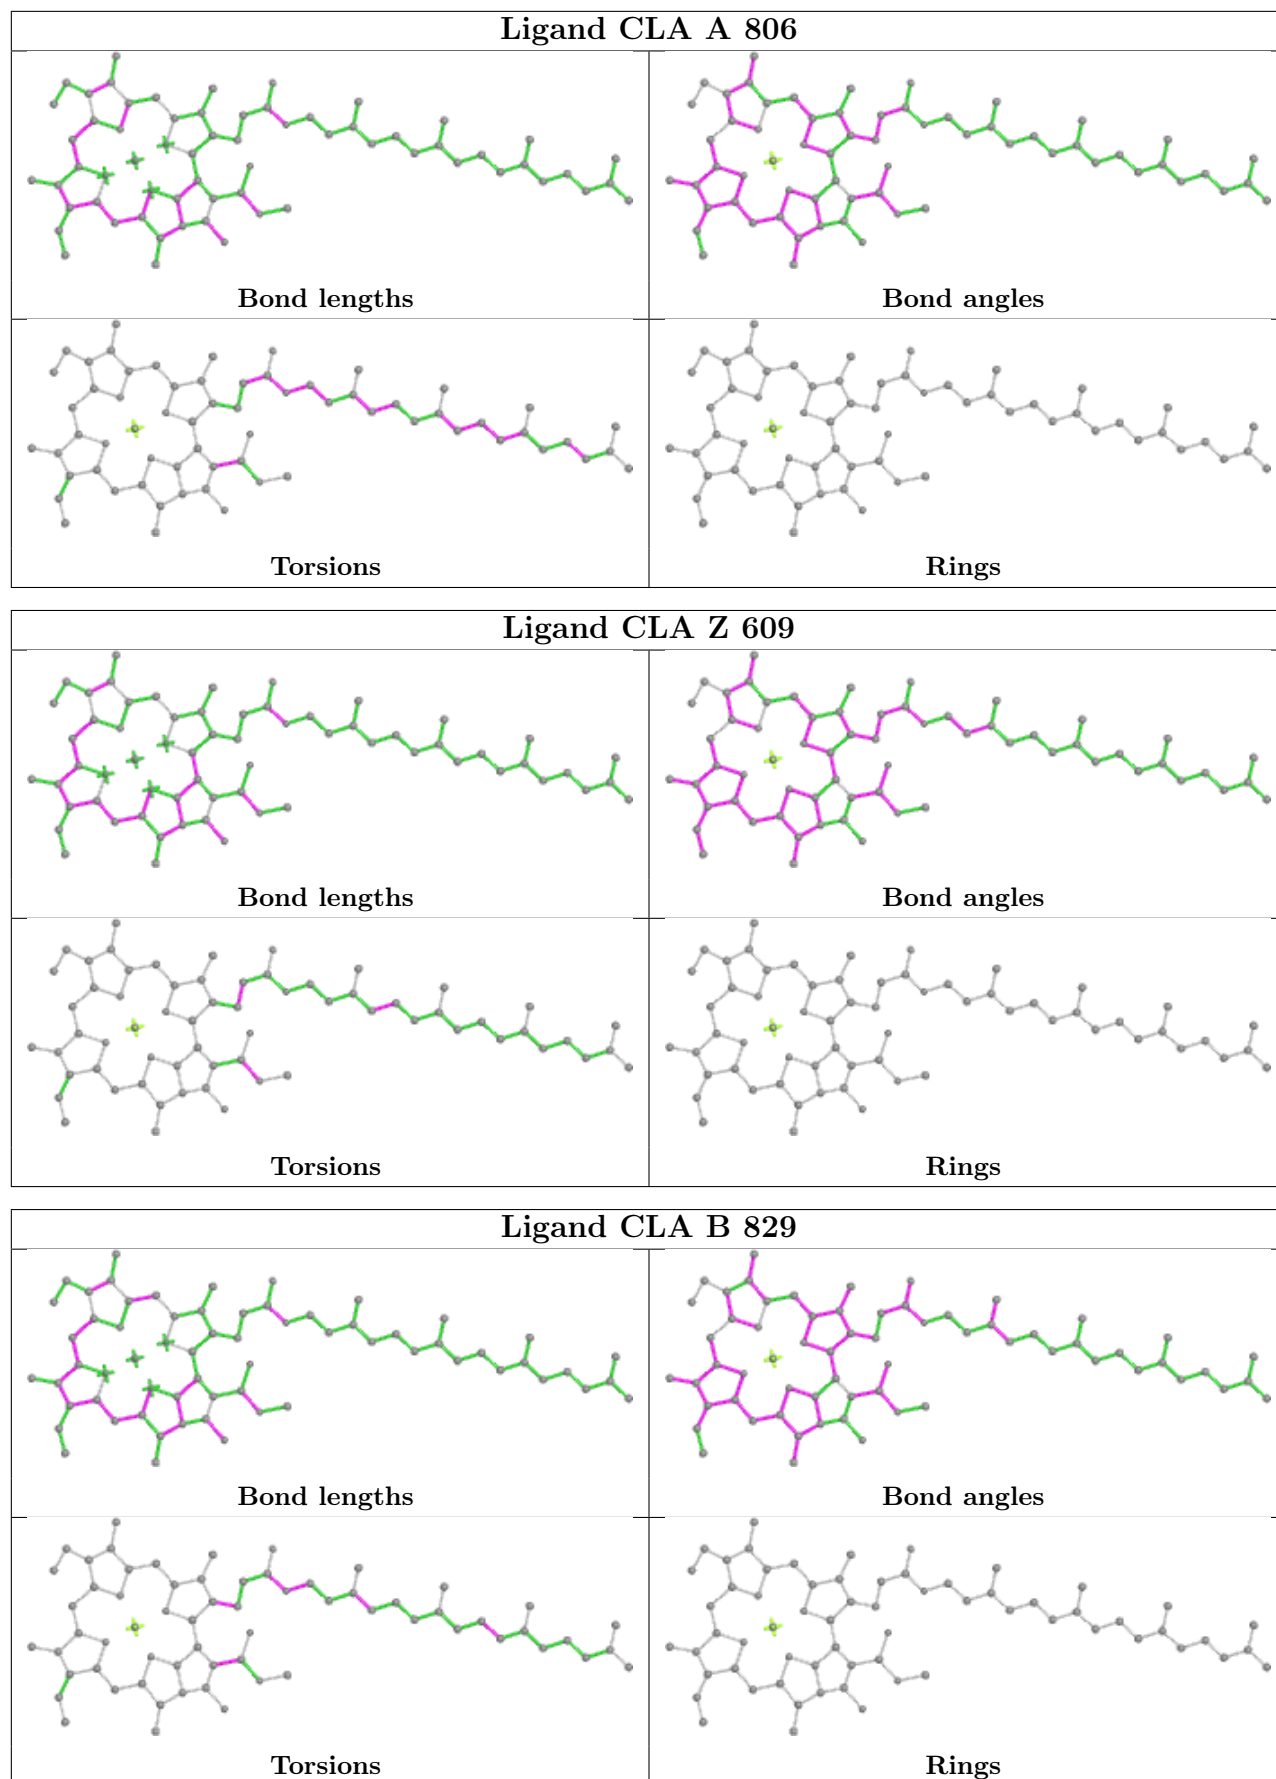 Ligand CLA A 806
Bond lengths
Bond angles
Torsions
Rings
Ligand CLA Z 609
Bond lengths
Bond angles
Torsions
Rings
Ligand CLA B 829
Bond lengths
Bond angles
Torsions
Rings